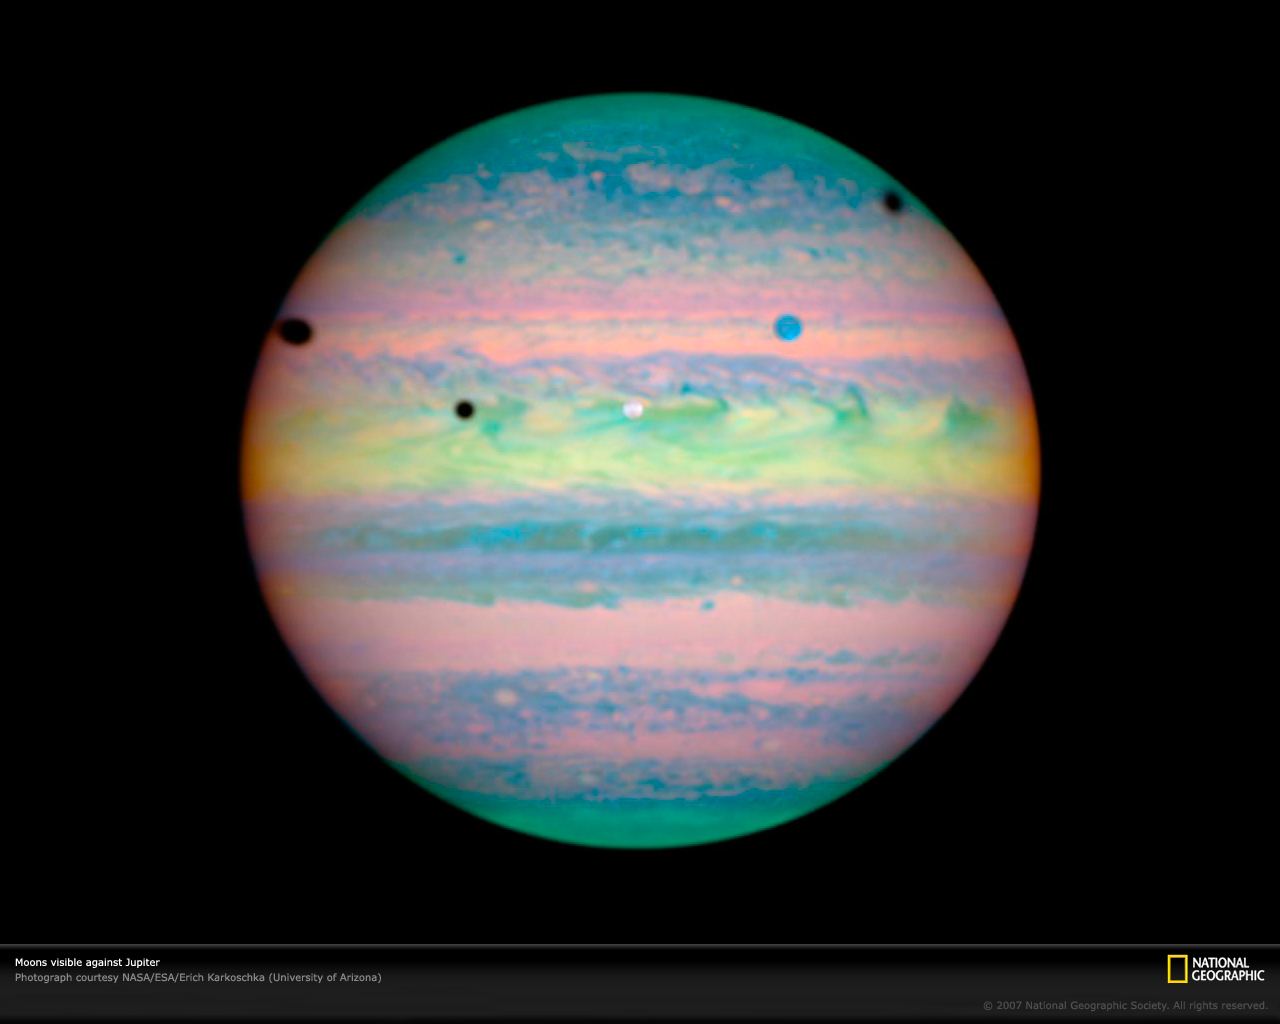 Moons visible against Jupiter
Photograph courtesy NASA/ESA/Erich Karkoschka (University of Arizona)
NATIONAL
GEOGRAPHIC
© 2007 National Geographic Society. All rights reserved.